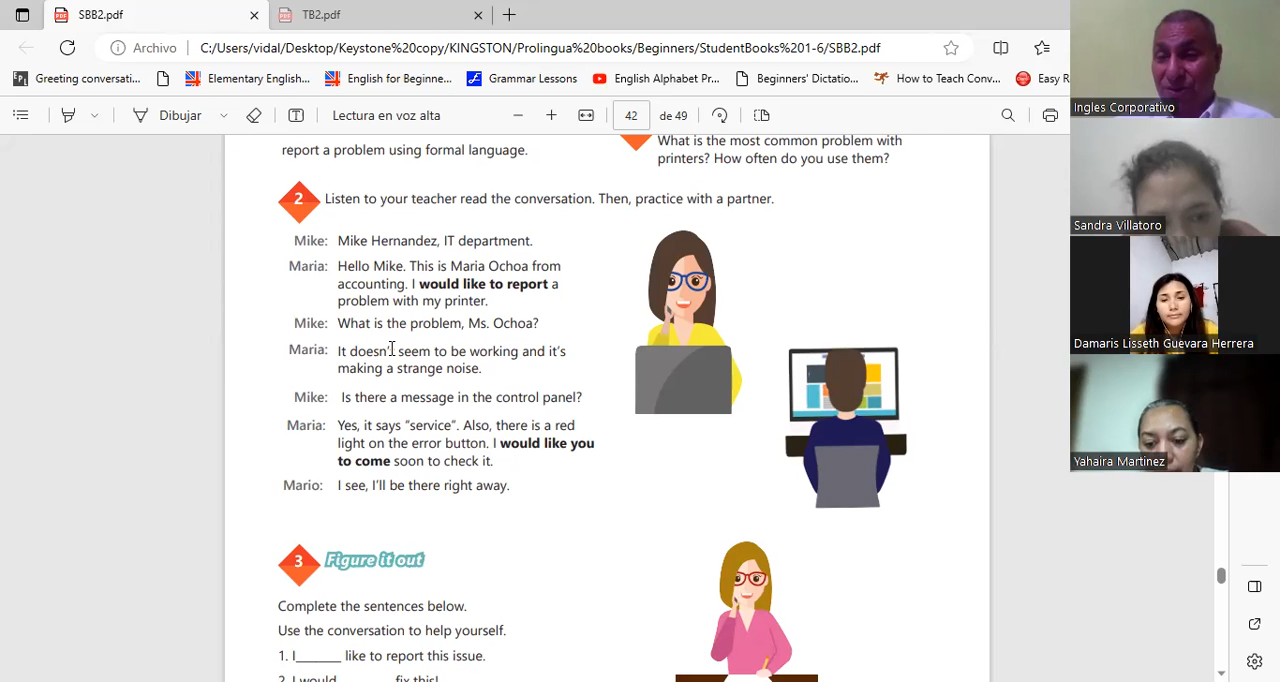 SBB2.pdf
TB2.pdf
Archivo
C:/Users/vidal/Desktop/Keystone%20copy/KINGSTON/Prolingua%20books/Beginners/StudentBooks%201-6/SBB2.pdf
Greeting conversati...
Elementary English...
English for Beginne...
Grammar Lessons
English Alphabet Pr...
Beginners' Dictatio...
How to Teach Conv...
Easy R
Dibujar
Lectura en voz alta
42 de 49
report a problem using formal language.
What is the most common problem with
printers? How often do you use them?
2 Listen to your teacher read the conversation. Then, practice with a partner.
Mike: Mike Hernandez, IT department.
Maria: Hello Mike. This is Maria Ochoa from
accounting. I would like to report a
problem with my printer.
Mike: What is the problem, Ms. Ochoa?
Maria: It doesn't seem to be working and it's
making a strange noise.
Mike: Is there a message in the control panel?
Maria: Yes, it says "service". Also, there is a red
light on the error button. I would like you
to come soon to check it.
Mario: I see, I'll be there right away.
3 Figure it out
Complete the sentences below.
Use the conversation to help yourself.
1. I_______ like to report this issue.
2. I would ________ fix this!
Ingles Corporativo
Sandra Villatoro
Damaris Lisseth Guevara Herrera
Yahaira Martinez